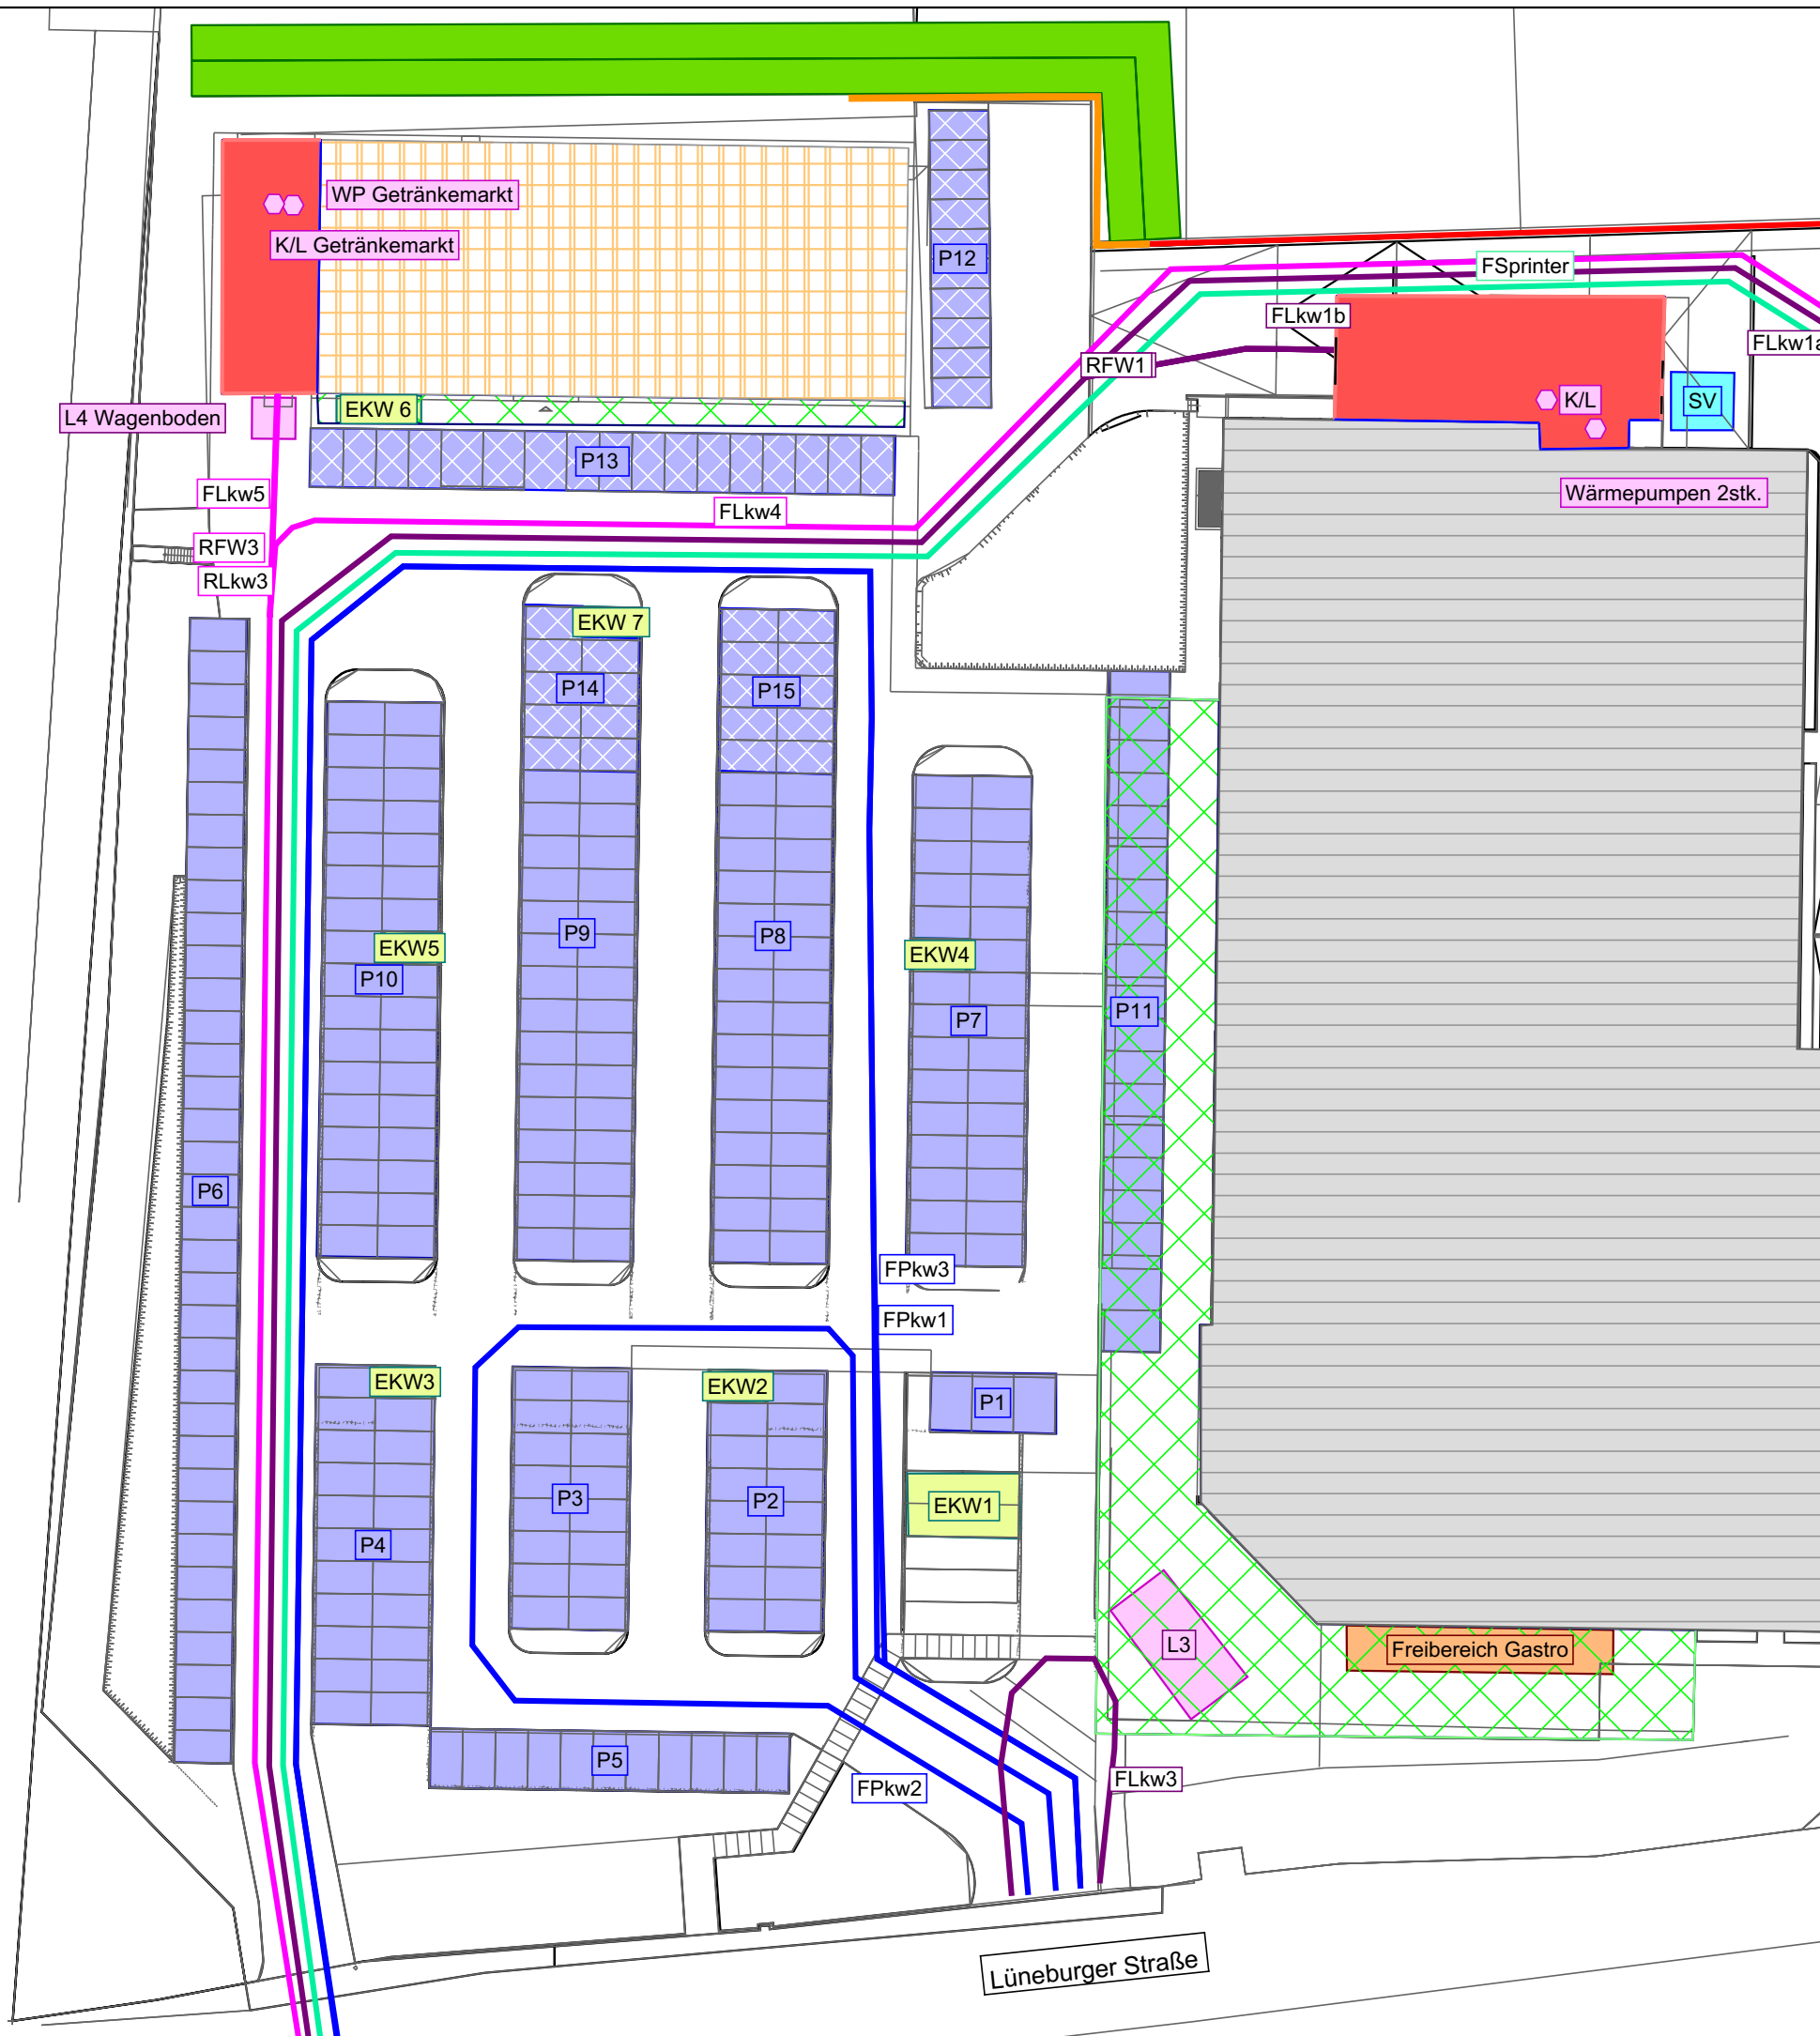 WP Getränkemarkt
K/L Getränkemarkt
P12
FSprinter
FLkw1b
FLkw1a
RFW1
K/L
SV
L4 Wagenboden
EKW 6
P13
FLkw5
FLkw4
Wärmepumpen 2stk.
RFW3
RLkw3
EKW 7
P14
P15
P9
P8
EKW5
EKW4
P10
P11
P7
P6
FPkw3
FPkw1
EKW3
EKW2
P1
P3
P2
EKW1
P4
L3
Freibereich Gastro
P5
FPkw2
FLkw3
Lüneburger Straße